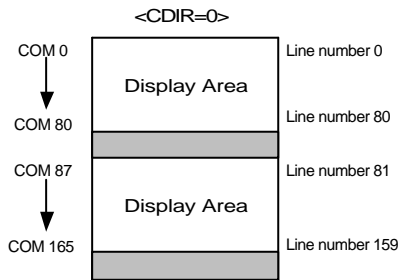 <CDIR=0>
COM 0 Line number 0
Display Area
COM 80 Line number 80
COM 87 Line number 81
Display Area
COM 165 Line number 159